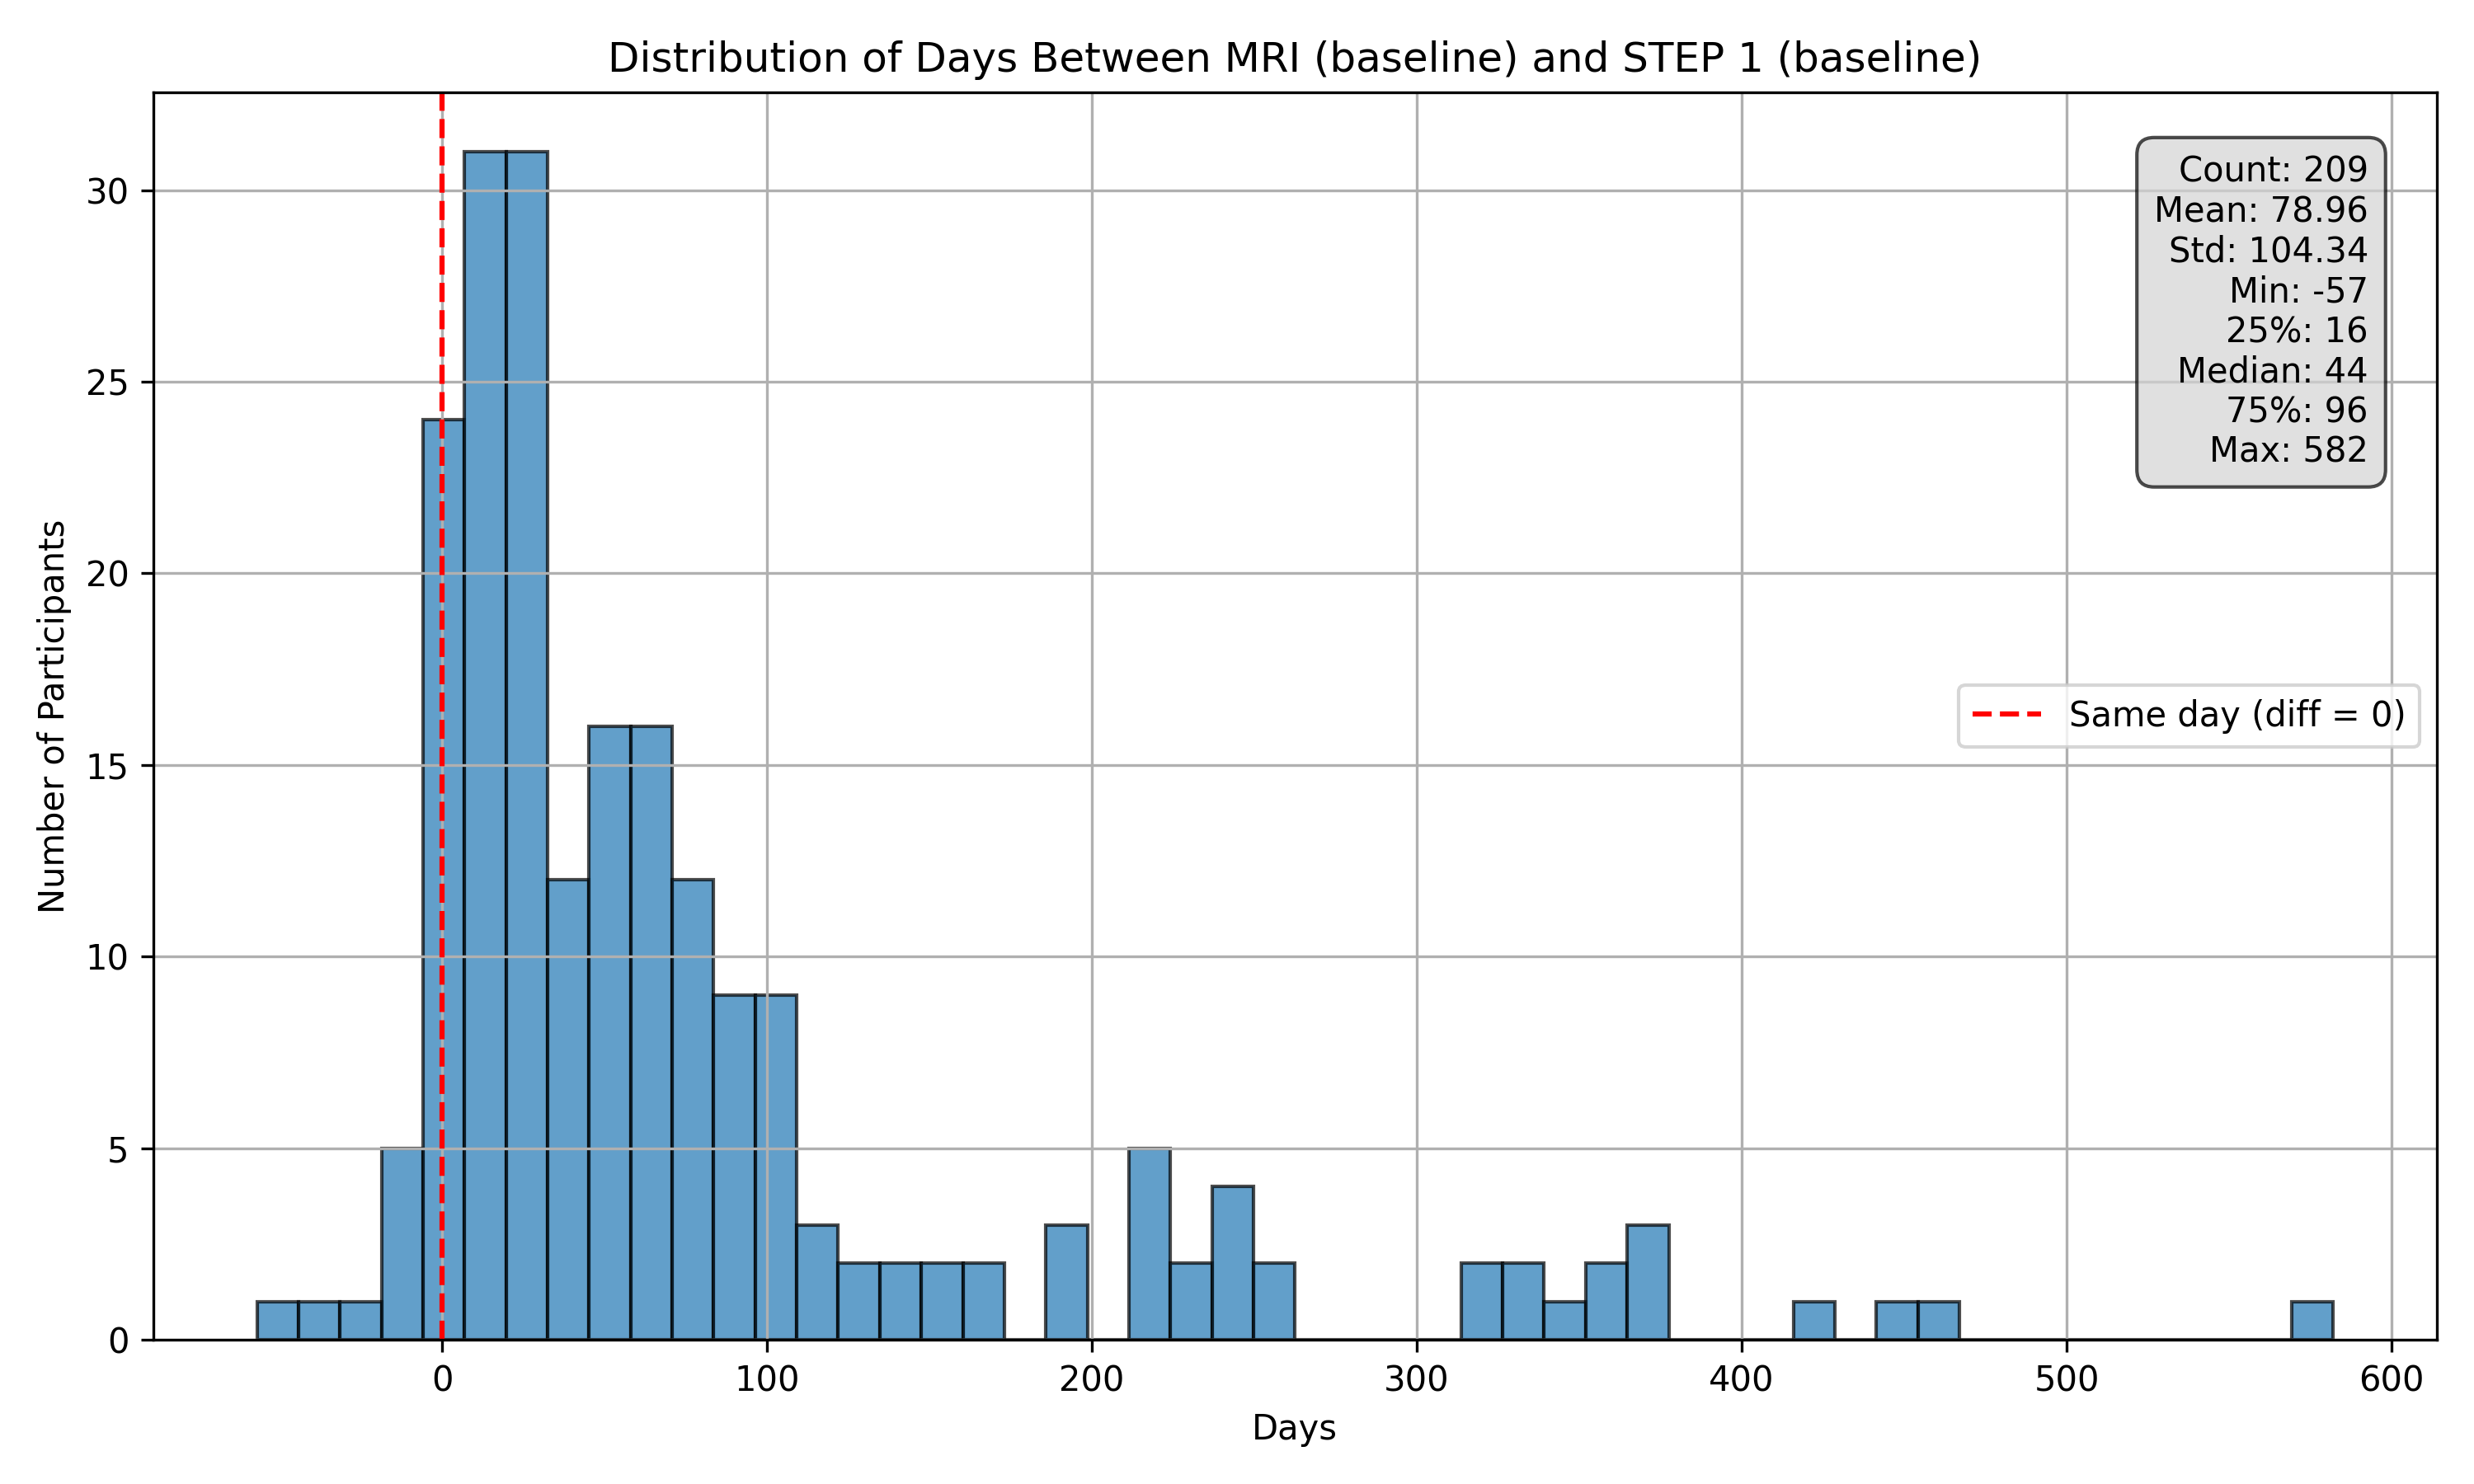 Distribution of Days Between MRI (baseline) and STEP 1 (baseline)
Number of Participants
30
25
20
15
10
5
0
Count: 209
Mean: 78.96
Std: 104.34
Min: -57
25%: 16
Median: 44
75%: 96
Max: 582
Same day (diff = 0)
0 100 200 300 400 500 600
Days